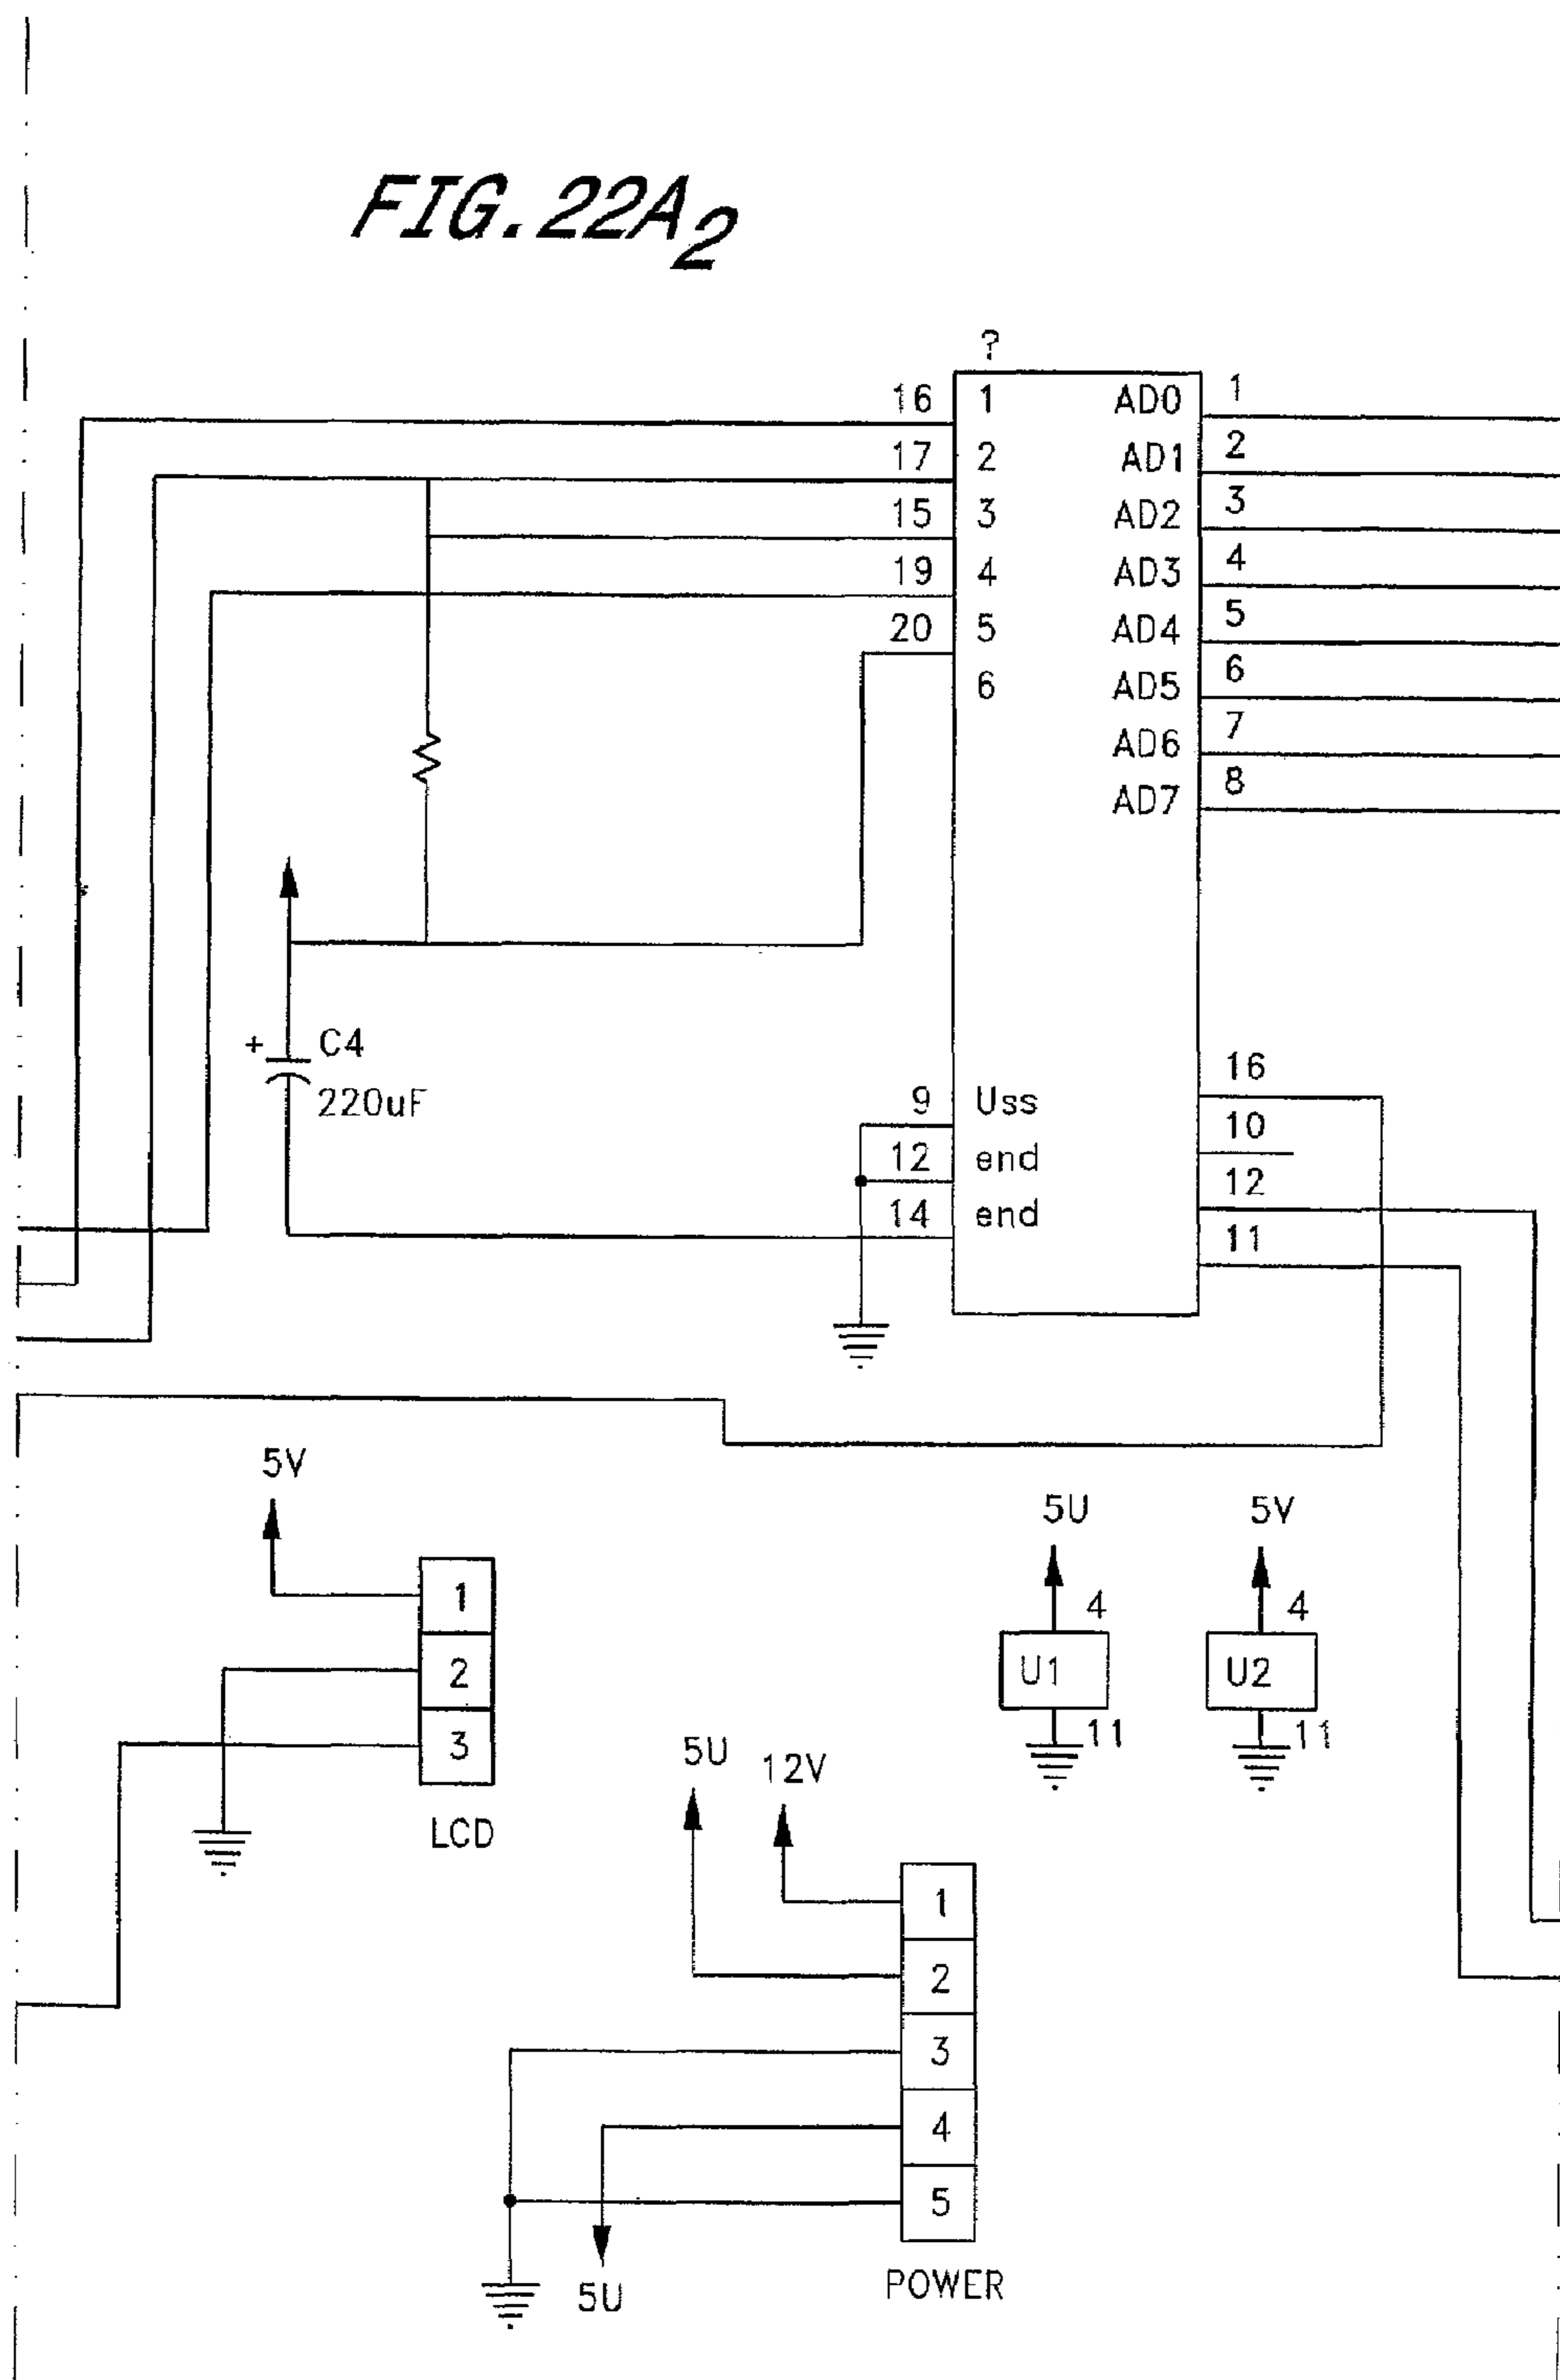 FIG. 22A2
?
16 1 AD0 1
17 2 AD1 2
15 3 AD2 3
19 4 AD3 4
20 5 AD4 5
6 AD5 6
AD6 7
AD7 8
+ C4
220uF
16
9 Uss
10
12 end
12
14 end
11
5V
1
2
3
LCD
5U
4
U1
11
5V
4
U2
11
5U 12V
1
2
3
4
5
5U
POWER